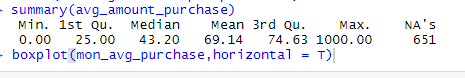 > summary(avg_amount_purchase)
Min. 1st Qu. Median Mean 3rd Qu. Max. NA's
0.00 25.00 43.20 69.14 74.63 1000.00 651
> boxplot(mon_avg_purchase,horizontal = T)